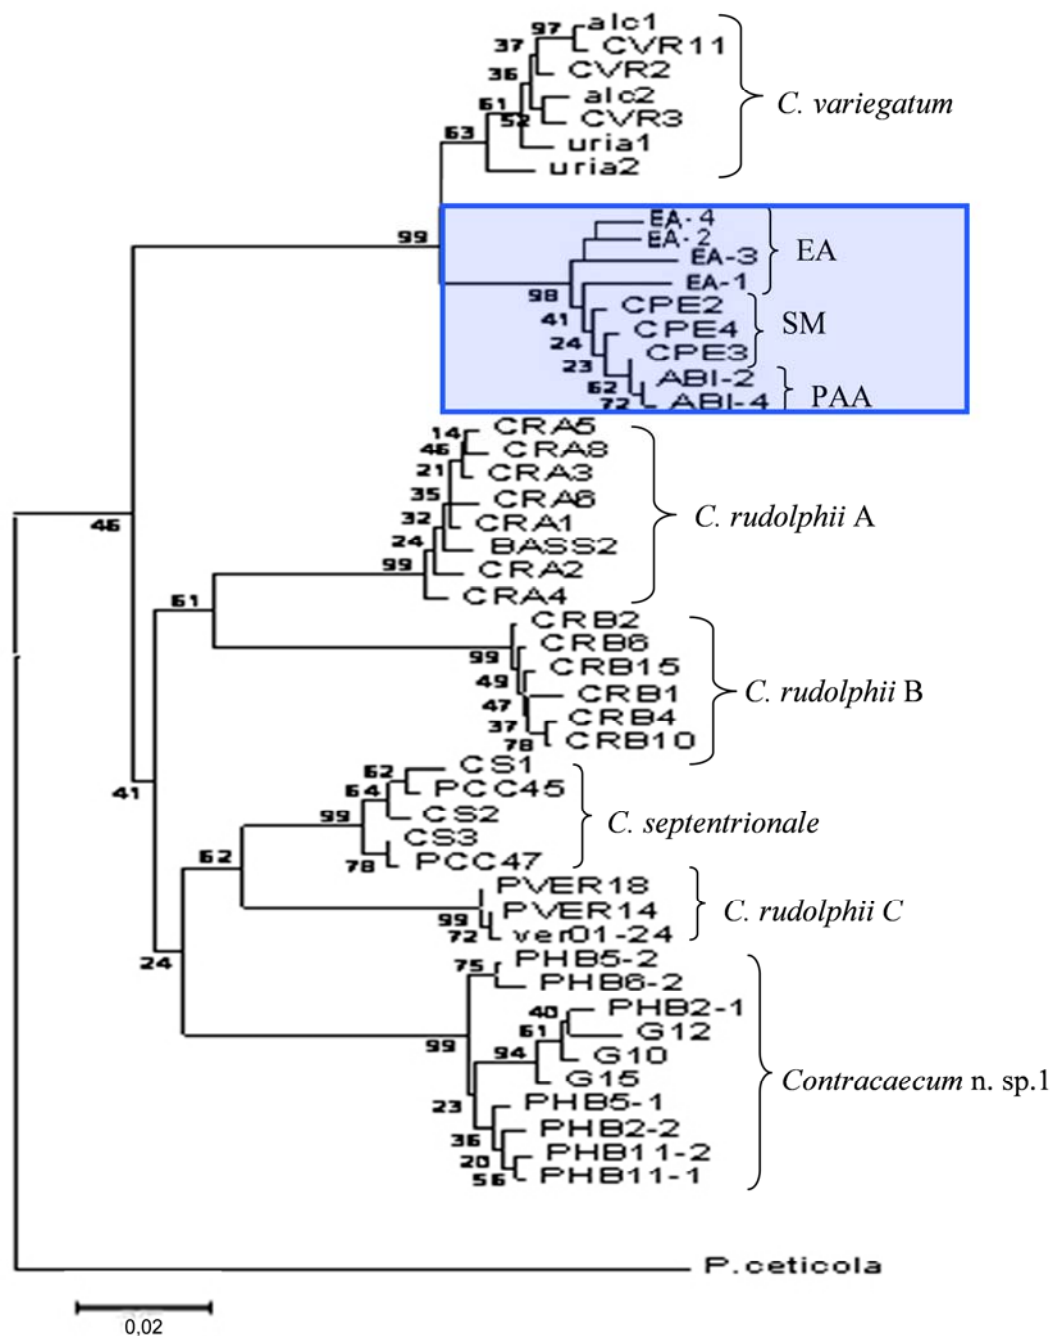 97 alc1
37 CVR11
36 CVR2
61 alc2
52 CVR3
63 uria1
uria2
C. variegatum
99
EA-4
EA-2
EA-3
EA-1
EA
98
CPE2
41
CPE4
24
CPE3
SM
23
ABI-2
62
72 ABI-4
PAA
14 CRA5
46 CRA8
21 CRA3
35 CRA6
32 CRA1
24 BASS2
99 CRA2
CRA4
C. rudolphii A
46
61
CRB2
CRB6
99
CRB15
49
CRB1
47
CRB4
37
78 CRB10
C. rudolphii B
41
62 CS1
64 PCC45
99 CS2
CS3
78 PCC47
C. septentrionale
62
PVER18
99 PVER14
72 ver01-24
C. rudolphii C
24
75 PHB5-2
PHB6-2
40 PHB2-1
61 G12
94 G10
G15
99
23 PHB5-1
36 PHB2-2
20 PHB11-2
56 PHB11-1
Contracaecum n. sp.1
P.ceticola
0,02